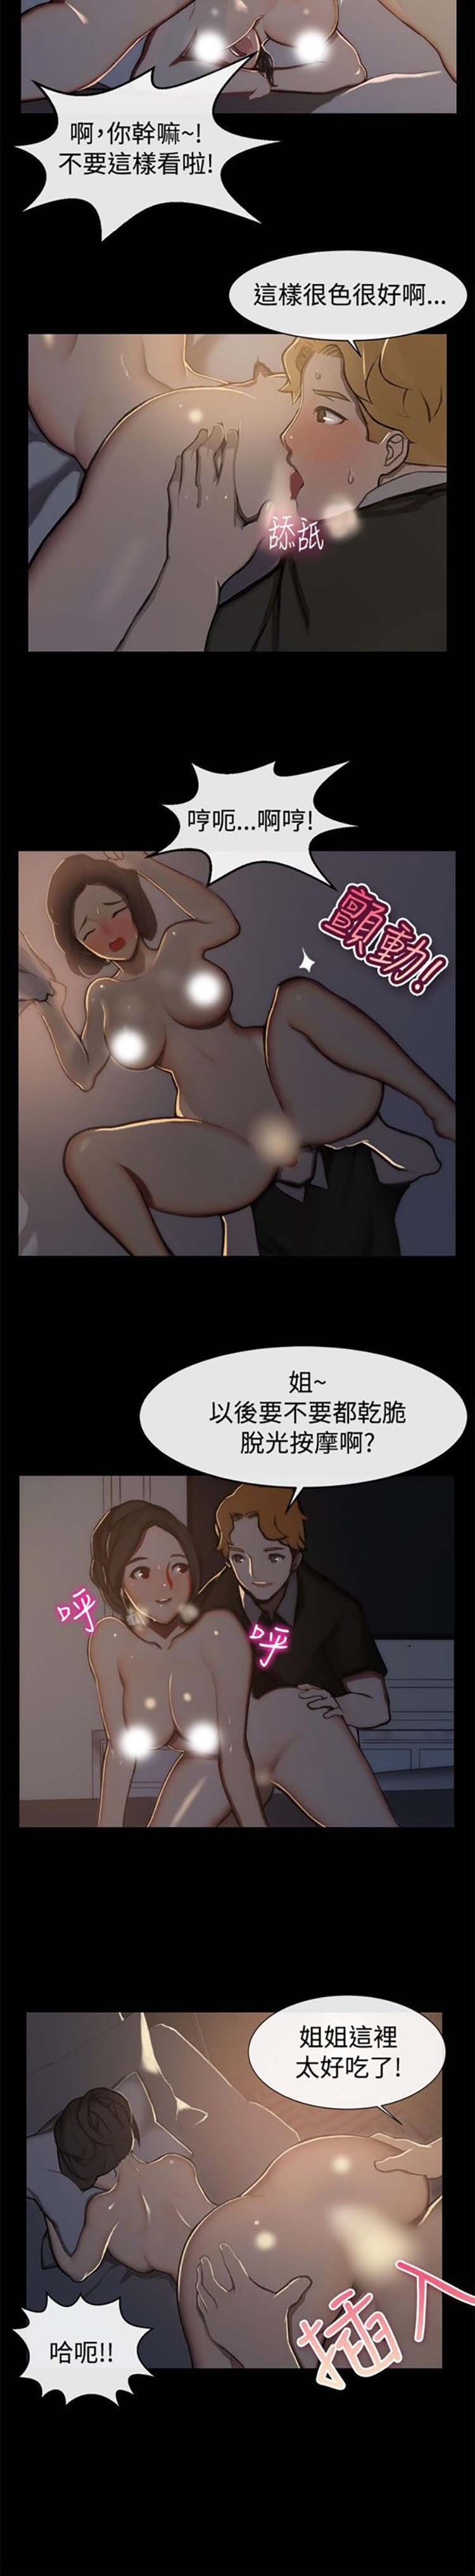 啊,你幹嘛~!
不要這樣看啦!
這樣很色很好啊...
舔舐
哼呃...啊哼!
顫動!
姐~
以後要不要都乾脆
脫光按摩啊?
呼
呼
姐姐這裡
太好吃了!
插入
哈呃!!